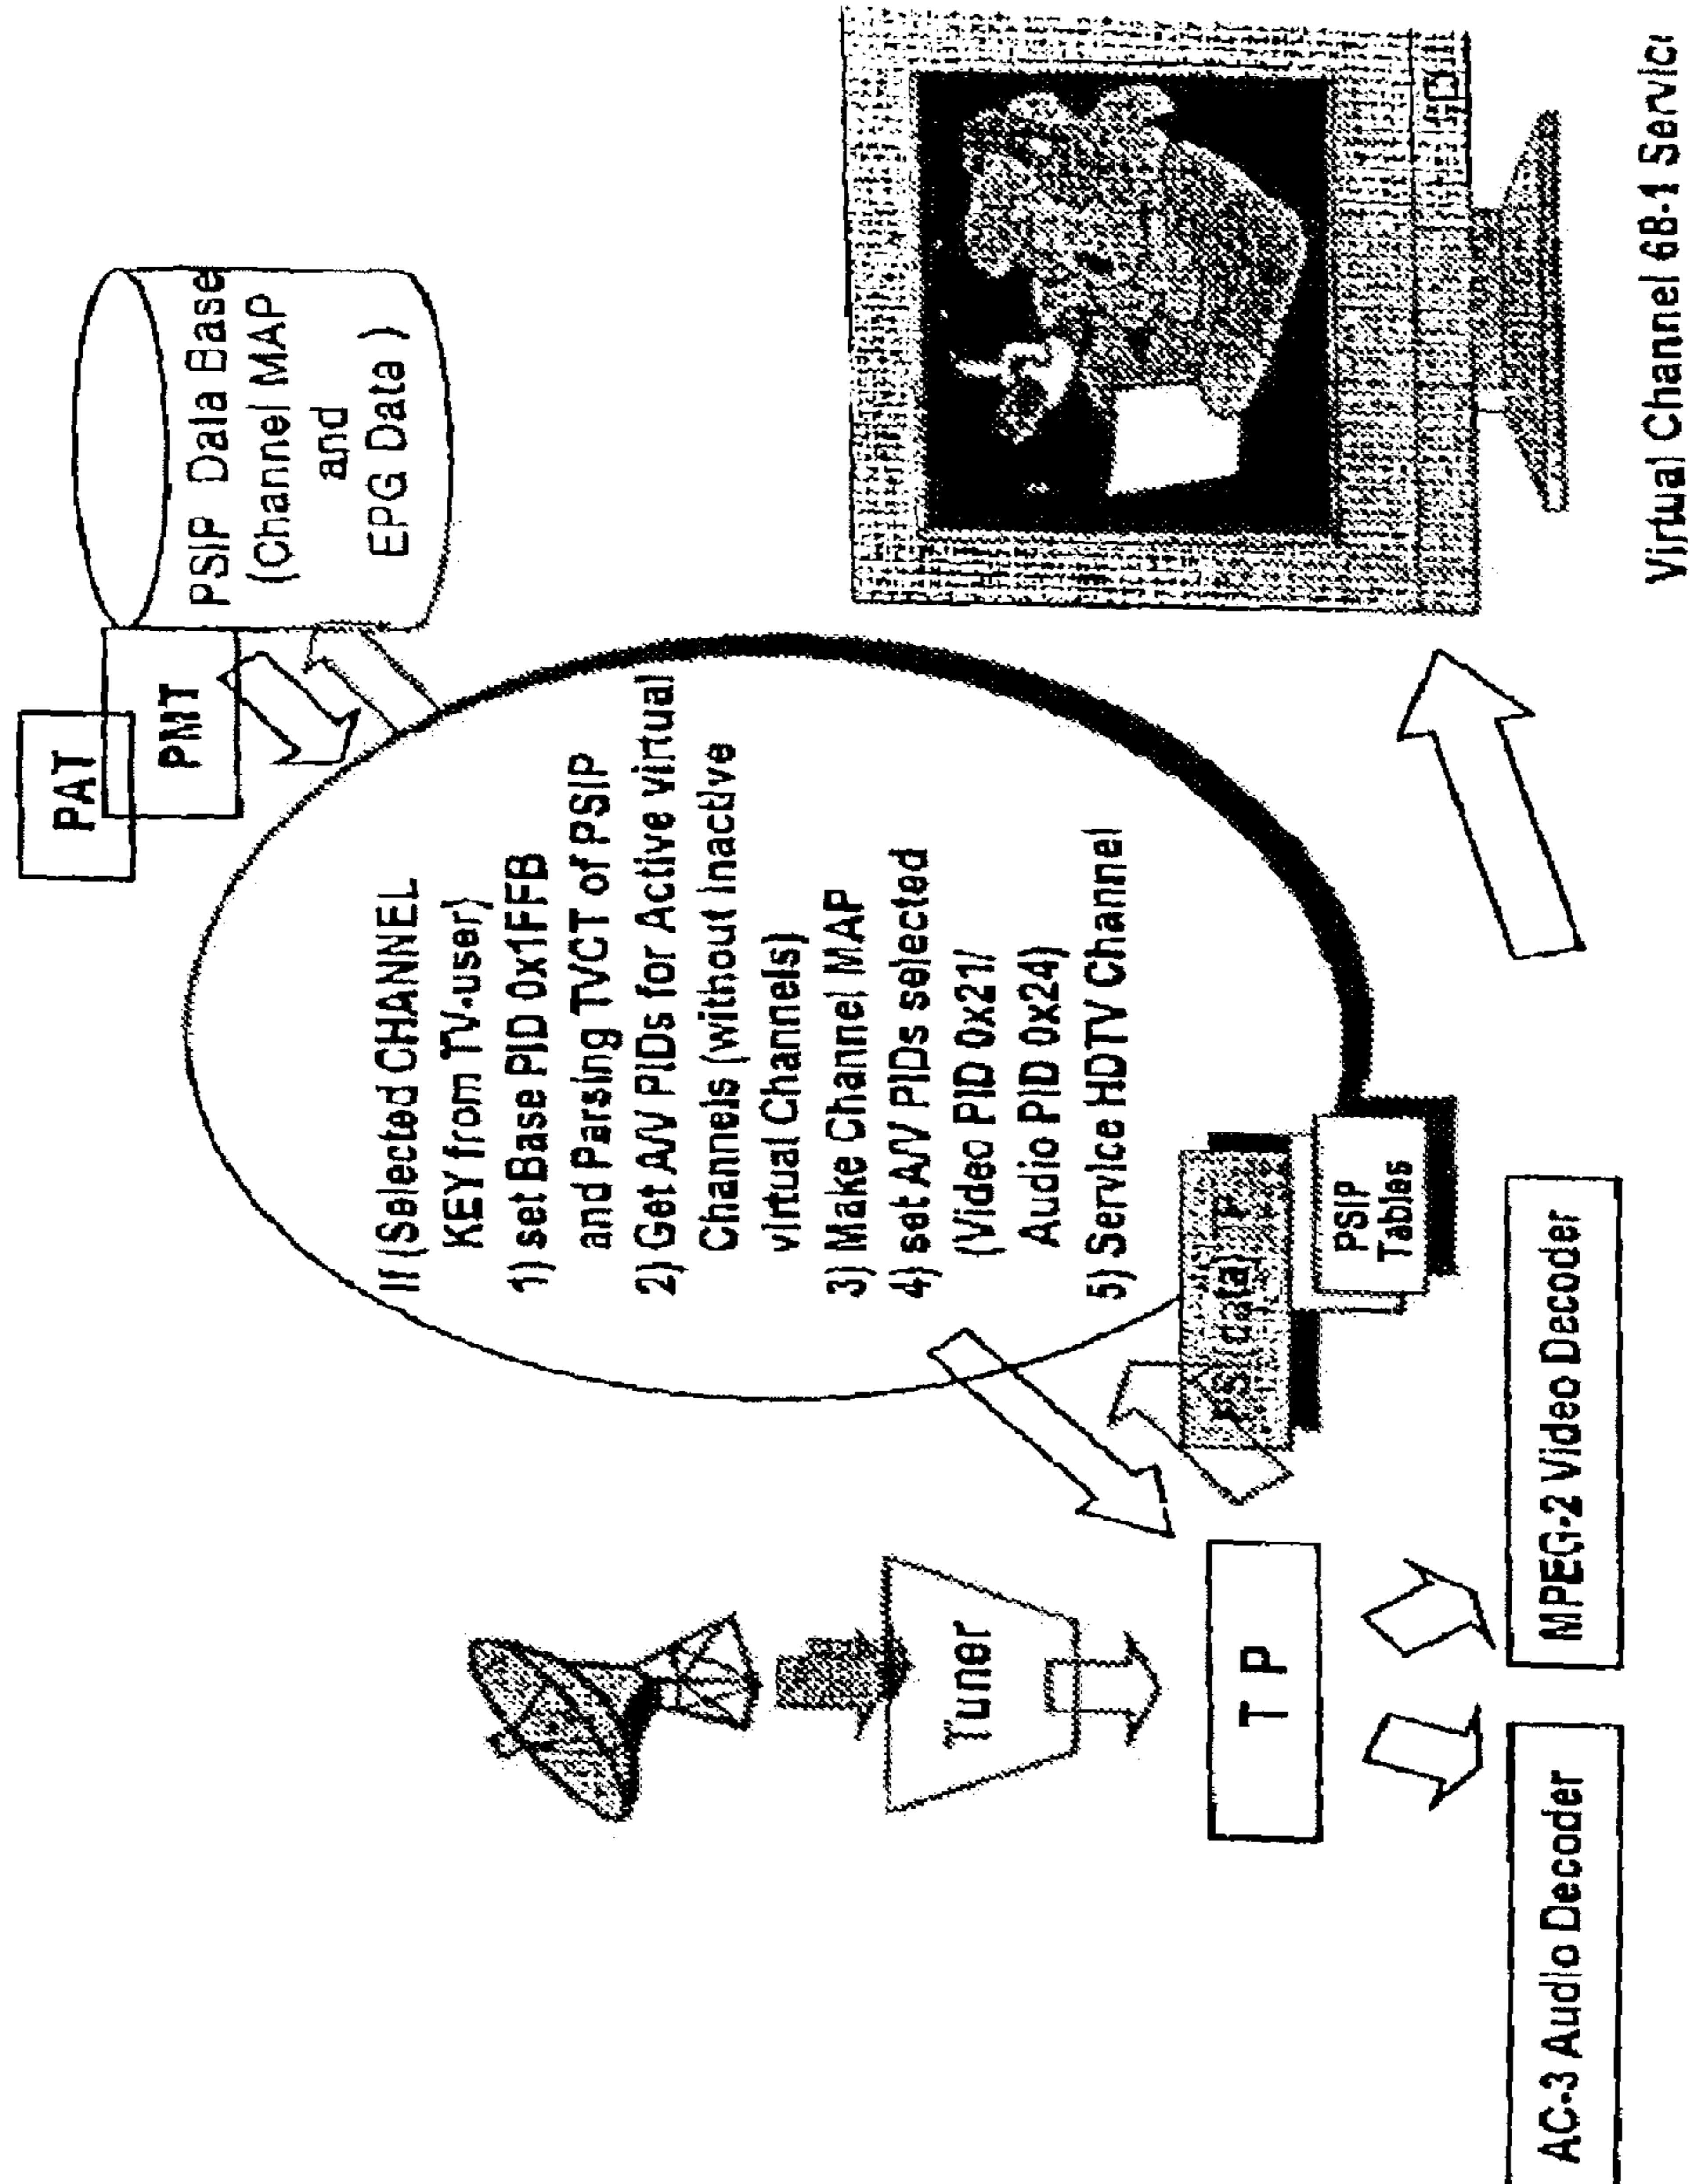 PAT
PMT
PSIP Data Base
(Channel MAP
and
EPG Data )
If (Selected CHANNEL
KEY from TV-user)
1) set Base PID 0x1FFB
and Parsing TVCT of PSIP
2) Get A/V PIDs for Active virtual
Channels (without Inactive
virtual Channels)
3) Make Channel MAP
4) set A/V PIDs selected
(Video PID 0x21/
Audio PID 0x24)
5) Service HDTV Channel
Tuner
T P
(data)
PSIP
Tables
AC-3 Audio Decoder
MPEG-2 Video Decoder
Virtual Channel 68-1 Servic